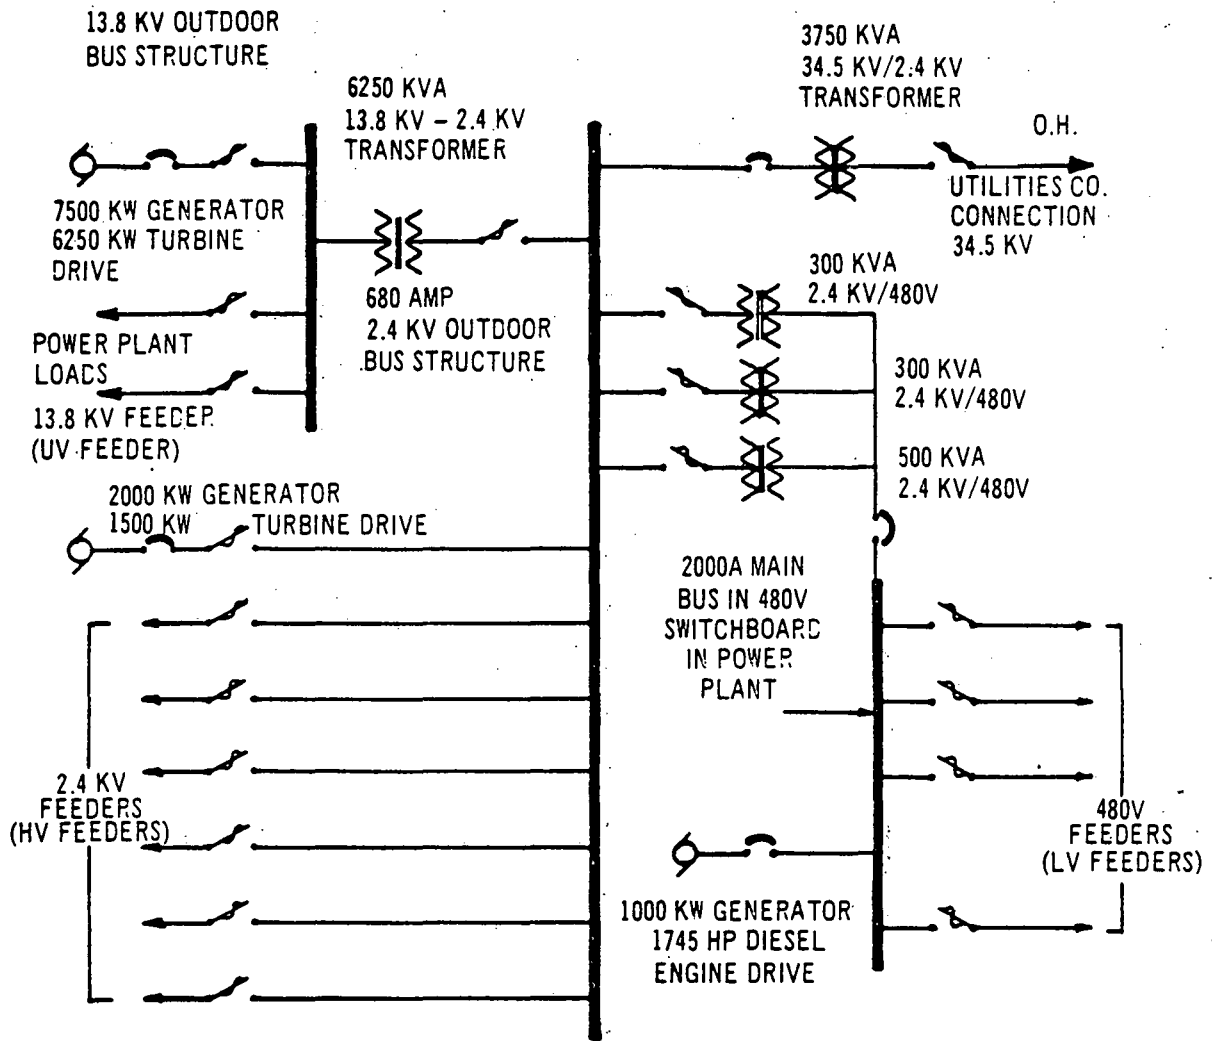 13.8 KV OUTDOOR
BUS STRUCTURE
6250 KVA
13.8 KV – 2.4 KV
TRANSFORMER
3750 KVA
34.5 KV/2.4 KV
TRANSFORMER
O.H.
UTILITIES CO.
CONNECTION
34.5 KV
7500 KW GENERATOR
6250 KW TURBINE
DRIVE
680 AMP
2.4 KV OUTDOOR
BUS STRUCTURE
300 KVA
2.4 KV/480V
POWER PLANT
LOADS
13.8 KV FEEDER
(UV FEEDER)
300 KVA
2.4 KV/480V
500 KVA
2.4 KV/480V
2000 KW GENERATOR
1500 KW TURBINE DRIVE
2000A MAIN
BUS IN 480V
SWITCHBOARD
IN POWER
PLANT
2.4 KV
FEEDERS
(HV FEEDERS)
480V
FEEDERS
(LV FEEDERS)
1000 KW GENERATOR
1745 HP DIESEL
ENGINE DRIVE